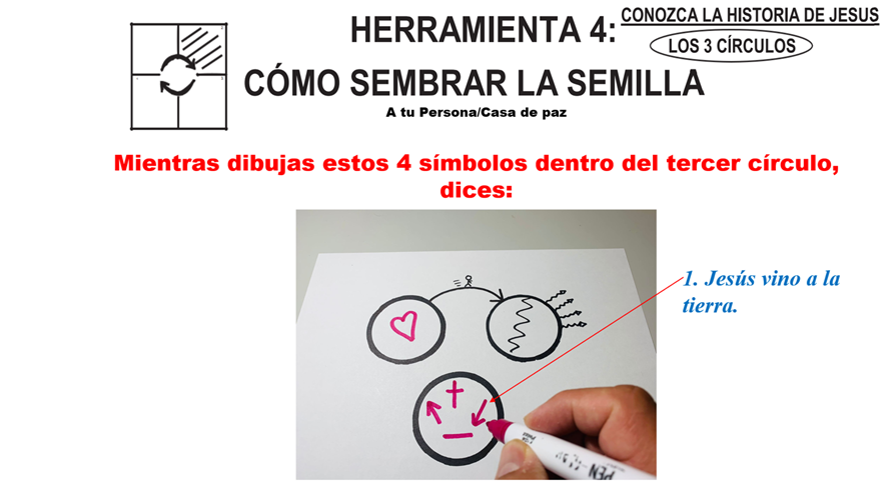 CONOZCA LA HISTORIA DE JESUS
HERRAMIENTA 4:
LOS 3 CÍRCULOS
CÓMO SEMBRAR LA SEMILLA
A tu Persona/Casa de paz
Mientras dibujas estos 4 símbolos dentro del tercer círculo,
dices:
1. Jesús vino a la
tierra.
PEN